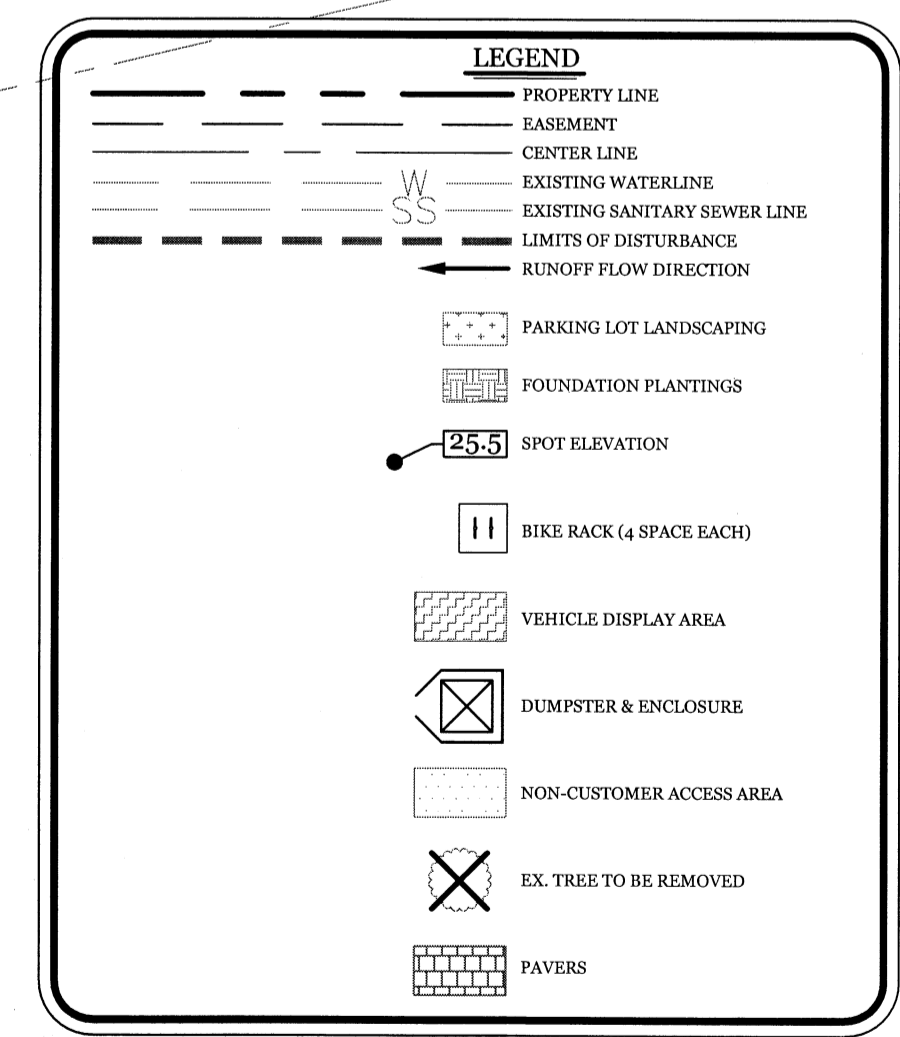 LEGEND
PROPERTY LINE
EASEMENT
CENTER LINE
W EXISTING WATERLINE
SS EXISTING SANITARY SEWER LINE
LIMITS OF DISTURBANCE
RUNOFF FLOW DIRECTION
PARKING LOT LANDSCAPING
FOUNDATION PLANTINGS
25.5 SPOT ELEVATION
BIKE RACK (4 SPACE EACH)
VEHICLE DISPLAY AREA
DUMPSTER & ENCLOSURE
NON-CUSTOMER ACCESS AREA
EX. TREE TO BE REMOVED
PAVERS